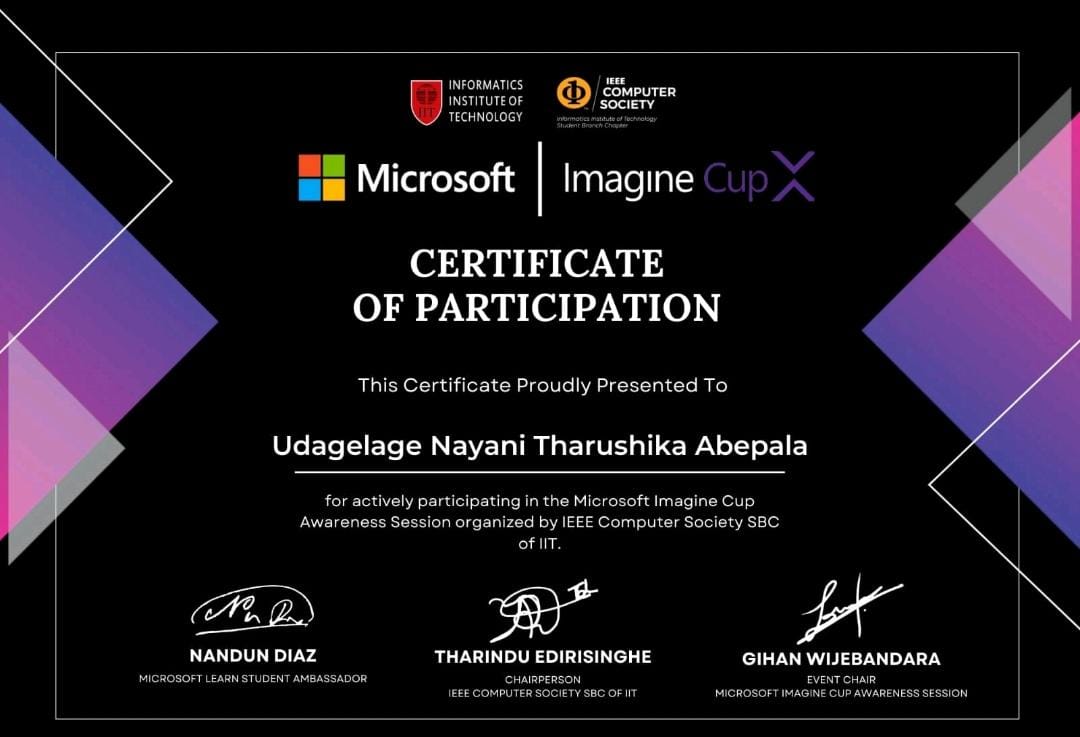 INFORMATICS
INSTITUTE OF
TECHNOLOGY
IIT
IEEE
COMPUTER
SOCIETY
Informatics Institute of Technology
Student Branch Chapter
Microsoft
Imagine Cup
CERTIFICATE
OF PARTICIPATION
This Certificate Proudly Presented To
Udagelage Nayani Tharushika Abepala
for actively participating in the Microsoft Imagine Cup
Awareness Session organized by IEEE Computer Society SBC
of IIT.
NANDUN DIAZ
MICROSOFT LEARN STUDENT AMBASSADOR
THARINDU EDIRISINGHE
CHAIRPERSON
IEEE COMPUTER SOCIETY SBC OF IIT
GIHAN WIJEBANDARA
EVENT CHAIR
MICROSOFT IMAGINE CUP AWARENESS SESSION